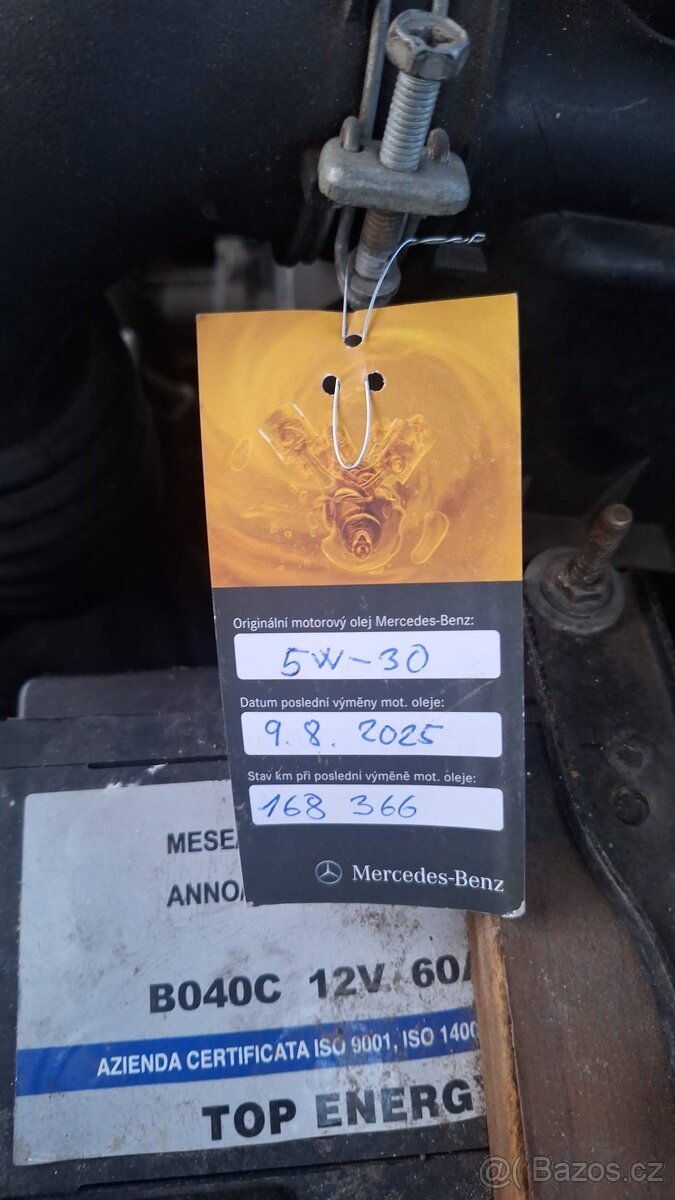 Originální motorový olej Mercedes-Benz:
5W-30
Datum poslední výměny mot. oleje:
9. 8. 2025
Stav km při poslední výměně mot. oleje:
168 366
Mercedes-Benz
B040C 12V 60
AZIENDA CERTIFICATA ISO 9001, ISO 1400
TOP ENERG
@( Bazos.cz